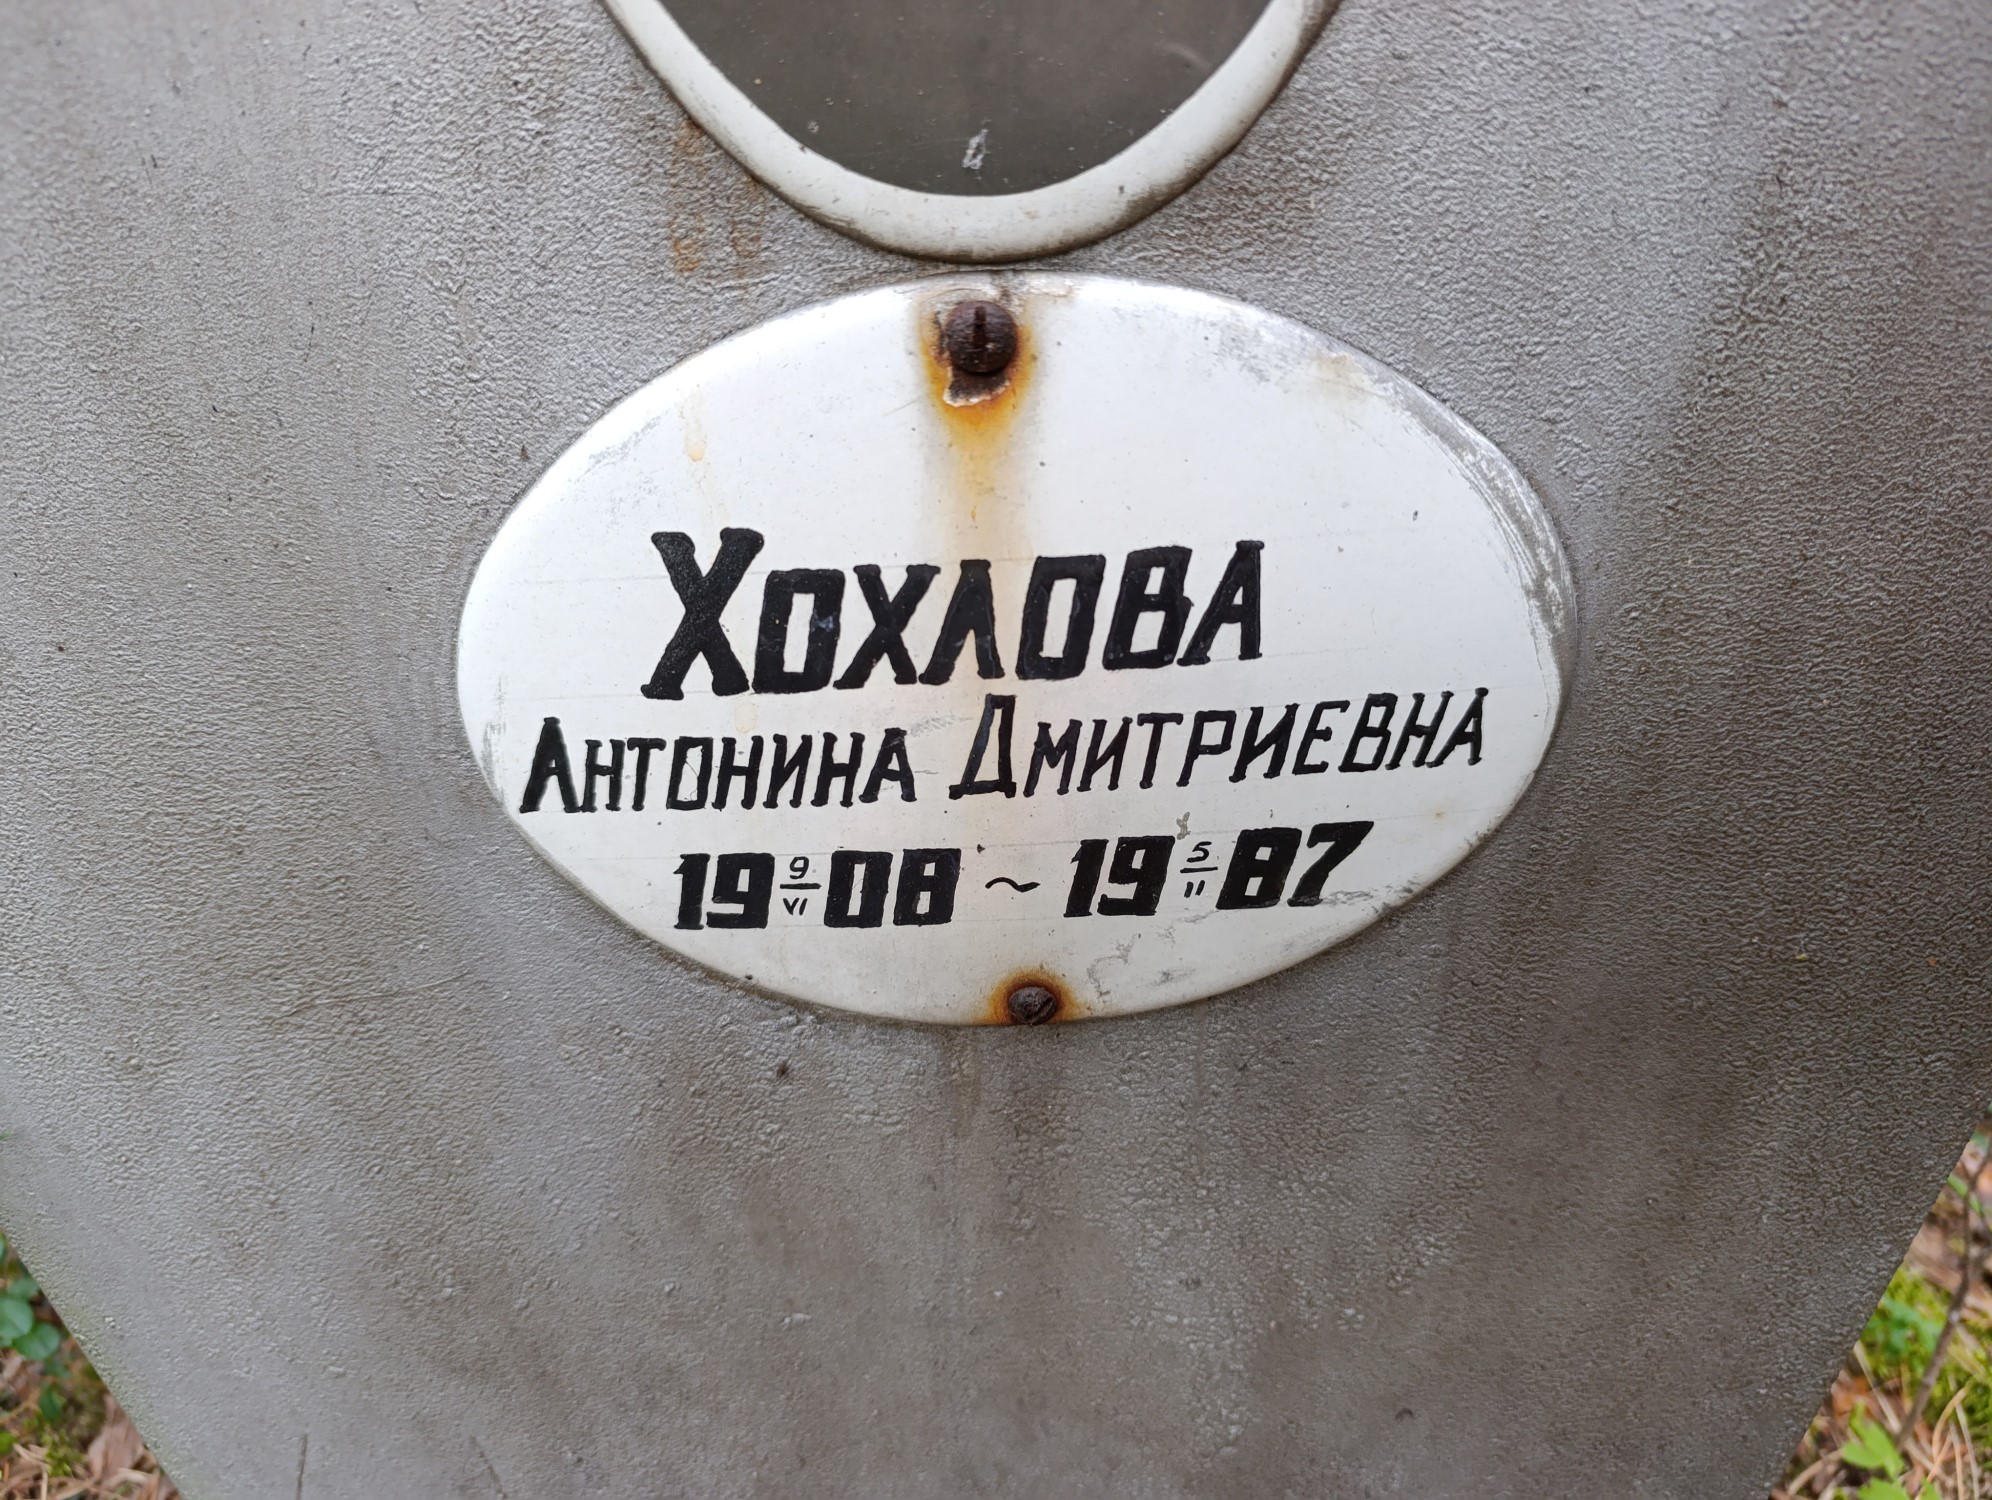 ХОХЛОВА
АНТОНИНА ДМИТРИЕВНА
19 9/VI 08 ~ 19 5/II 87